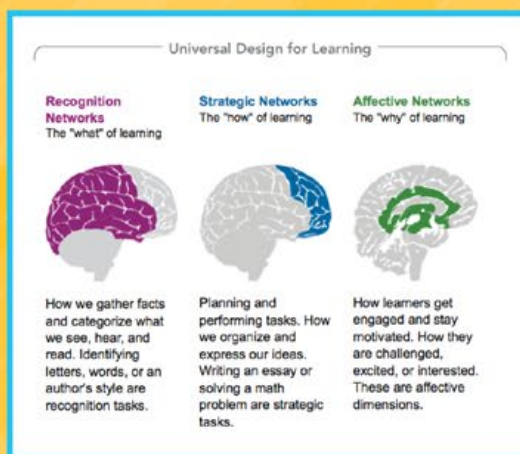 Universal Design for Learning
Recognition
Networks
The "what" of learning
How we gather facts
and categorize what
we see, hear, and
read. Identifying
letters, words, or an
author's style are
recognition tasks.
Strategic Networks
The "how" of learning
Planning and
performing tasks. How
we organize and
express our ideas.
Writing an essay or
solving a math
problem are strategic
tasks.
Affective Networks
The "why" of learning
How learners get
engaged and stay
motivated. How they
are challenged,
excited, or interested.
These are affective
dimensions.